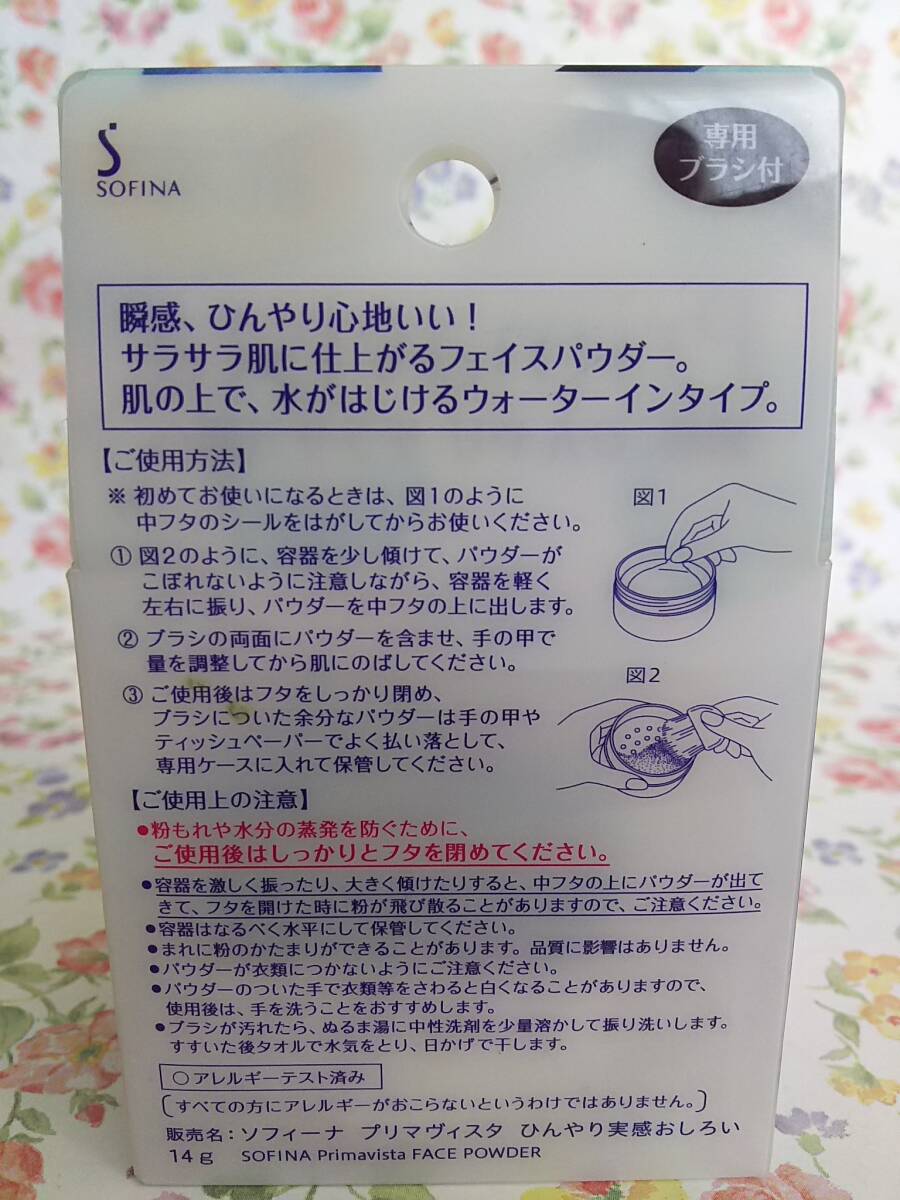 SOFINA
専用
ブラシ付
瞬感、ひんやり心地いい！
サラサラ肌に仕上がるフェイスパウダー。
肌の上で、水がはじけるウォーターインタイプ。
【ご使用方法】
※ 初めてお使いになるときは、図1のように
中フタのシールをはがしてからお使いください。
① 図2のように、容器を少し傾けて、パウダーが
こぼれないように注意しながら、容器を軽く
左右に振り、パウダーを中フタの上に出します。
② ブラシの両面にパウダーを含ませ、手の甲で
量を調整してから肌にのばしてください。
③ ご使用後はフタをしっかり閉め、
ブラシについた余分なパウダーは手の甲や
ティッシュペーパーでよく払い落として、
専用ケースに入れて保管してください。
図1
図2
【ご使用上の注意】
●粉もれや水分の蒸発を防ぐために、
ご使用後はしっかりとフタを閉めてください。
●容器を激しく振ったり、大きく傾けたりすると、中フタの上にパウダーが出て
きて、フタを開けた時に粉が飛び散ることがありますので、ご注意ください。
●容器はなるべく水平にして保管してください。
●まれに粉のかたまりができることがあります。品質に影響はありません。
●パウダーが衣類につかないようにご注意ください。
●パウダーのついた手で衣類等をさわると白くなることがありますので、
使用後は、手を洗うことをおすすめします。
●ブラシが汚れたら、ぬるま湯に中性洗剤を少量溶かして振り洗いします。
すすいだ後タオルで水気をとり、日かげで干します。
○アレルギーテスト済み
〔すべての方にアレルギーがおこらないというわけではありません。〕
販売名：ソフィーナ プリマヴィスタ ひんやり実感おしろい
14g SOFINA Primavista FACE POWDER